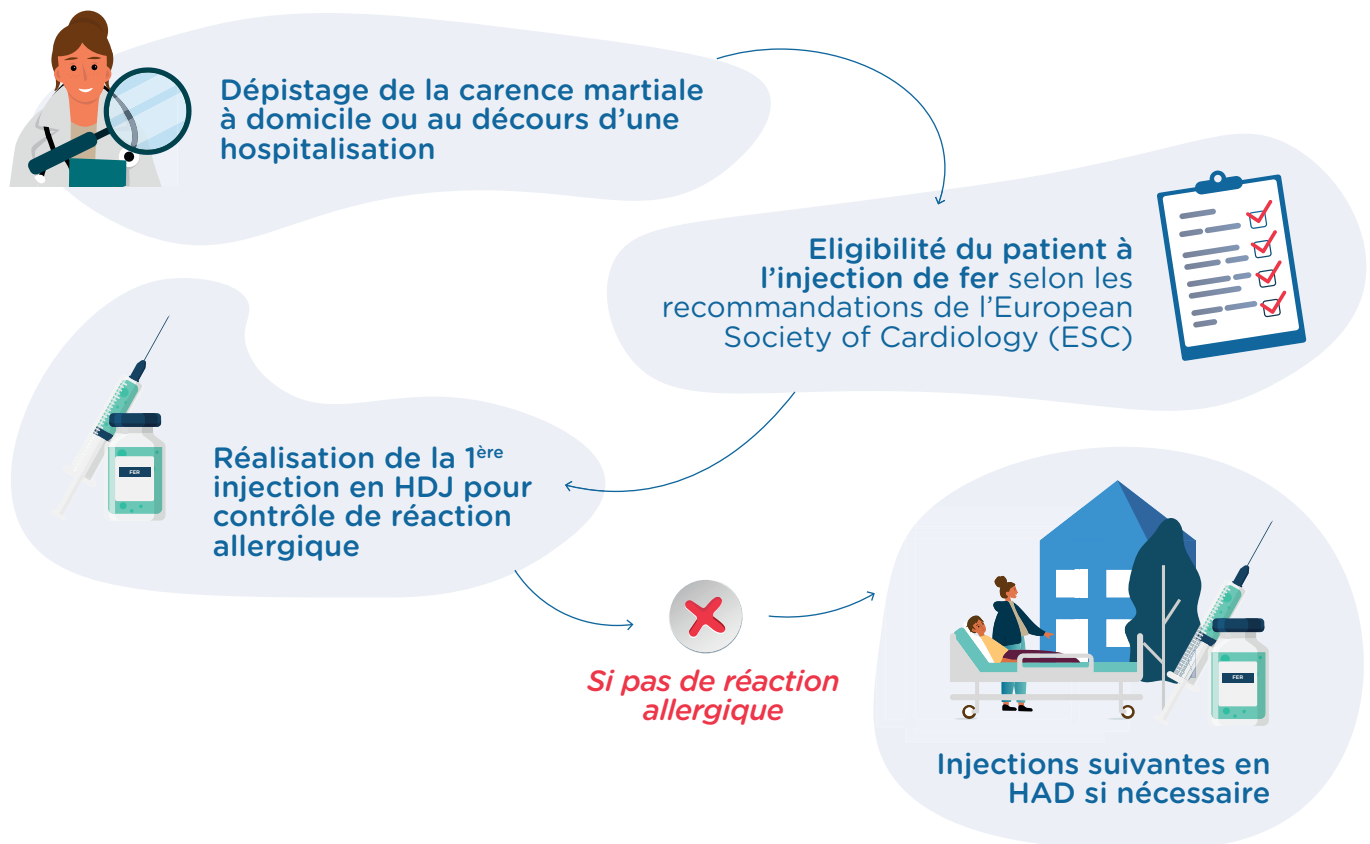 Dépistage de la carence martiale
à domicile ou au décours d'une
hospitalisation
Eligibilité du patient à
l'injection de fer selon les
recommandations de l'European
Society of Cardiology (ESC)
FER
Réalisation de la 1ère
injection en HDJ pour
contrôle de réaction
allergique
Si pas de réaction
allergique
FER
Injections suivantes en
HAD si nécessaire